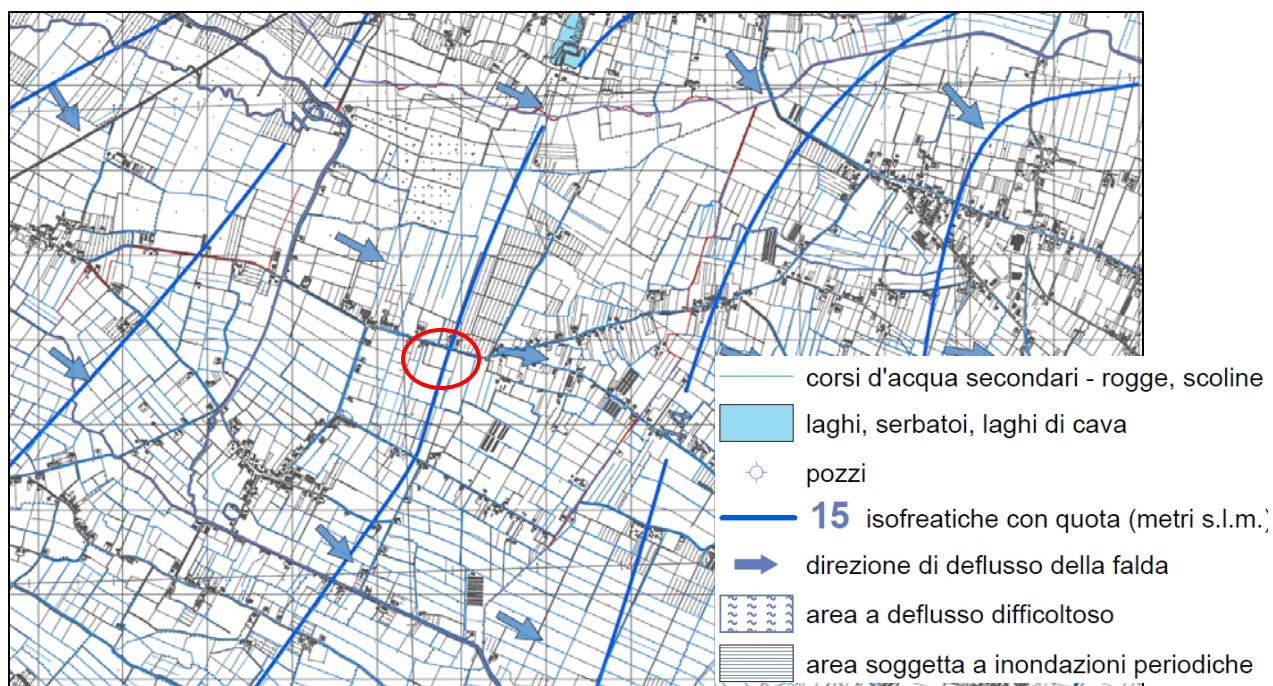 corsi d'acqua secondari - rogge, scoline
laghi, serbatoi, laghi di cava
pozzi
15 isofreatiche con quota (metri s.l.m.)
direzione di deflusso della falda
area a deflusso difficoltoso
area soggetta a inondazioni periodiche